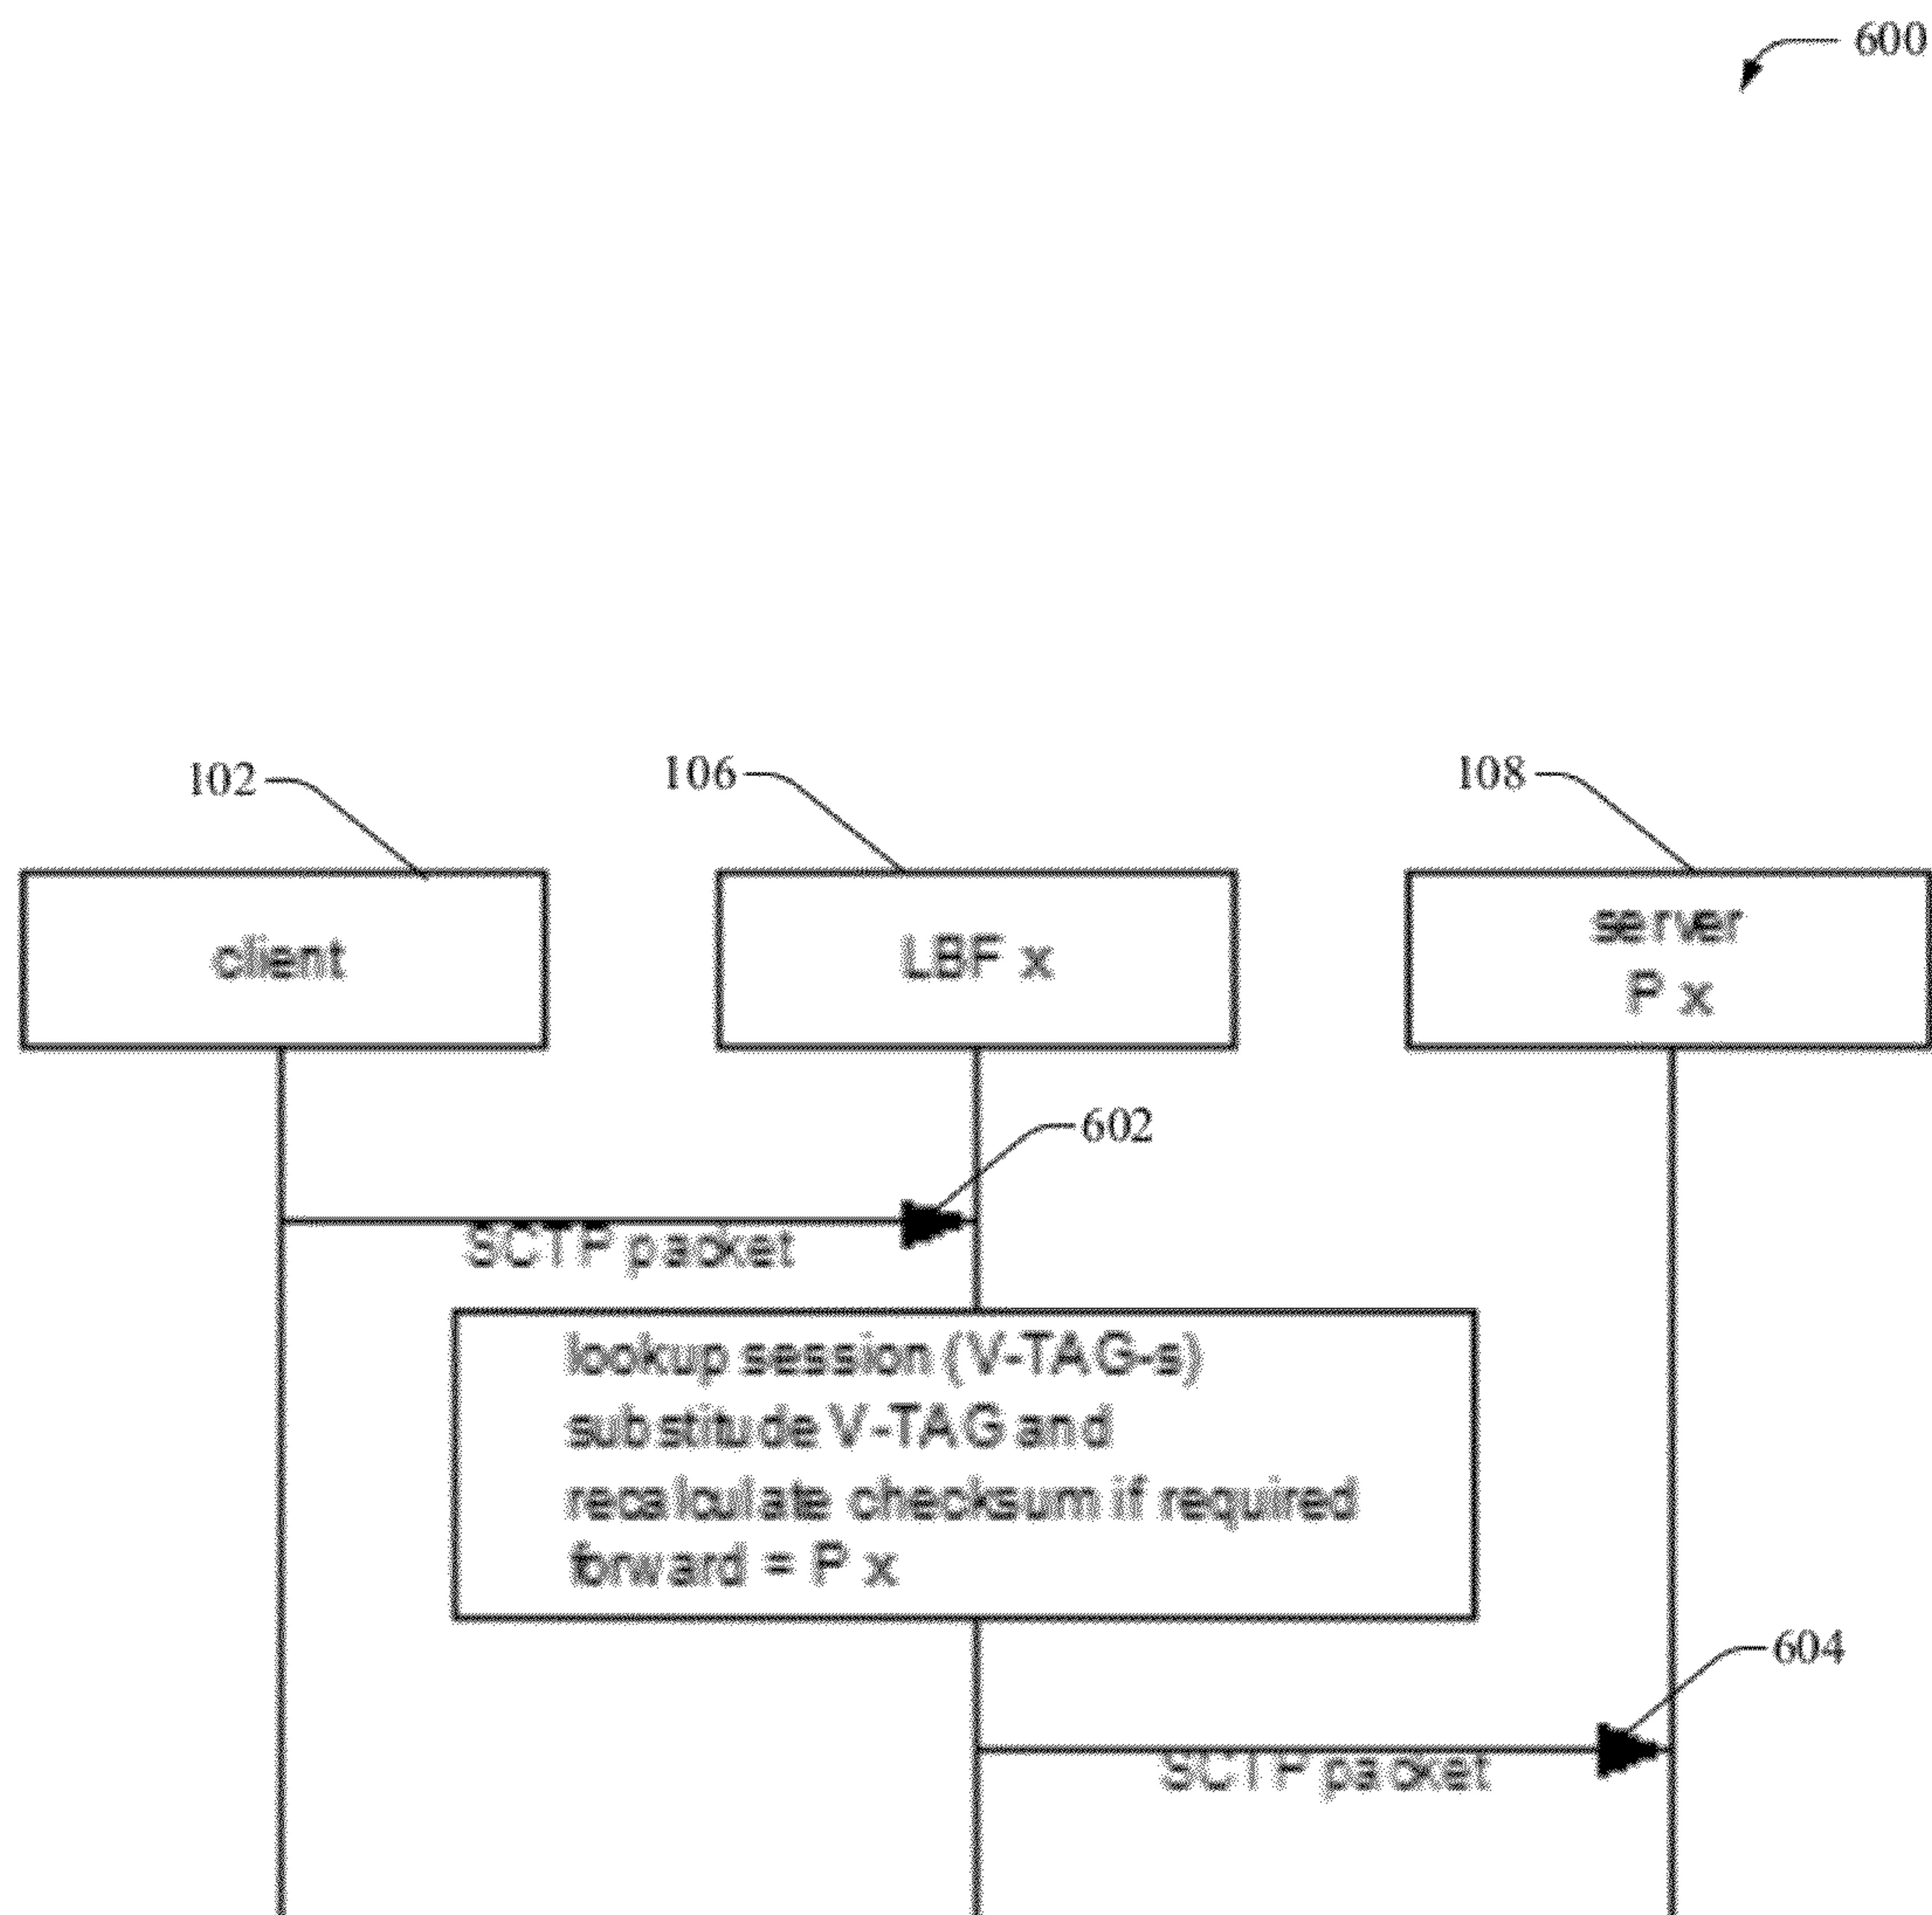 600
102
106
108
client
LBF x
server
P x
602
SCTP packet
lookup session (V-TAG-s)
substitude V-TAG and
recalculate checksum if required
forward = P x
604
SCTP packet